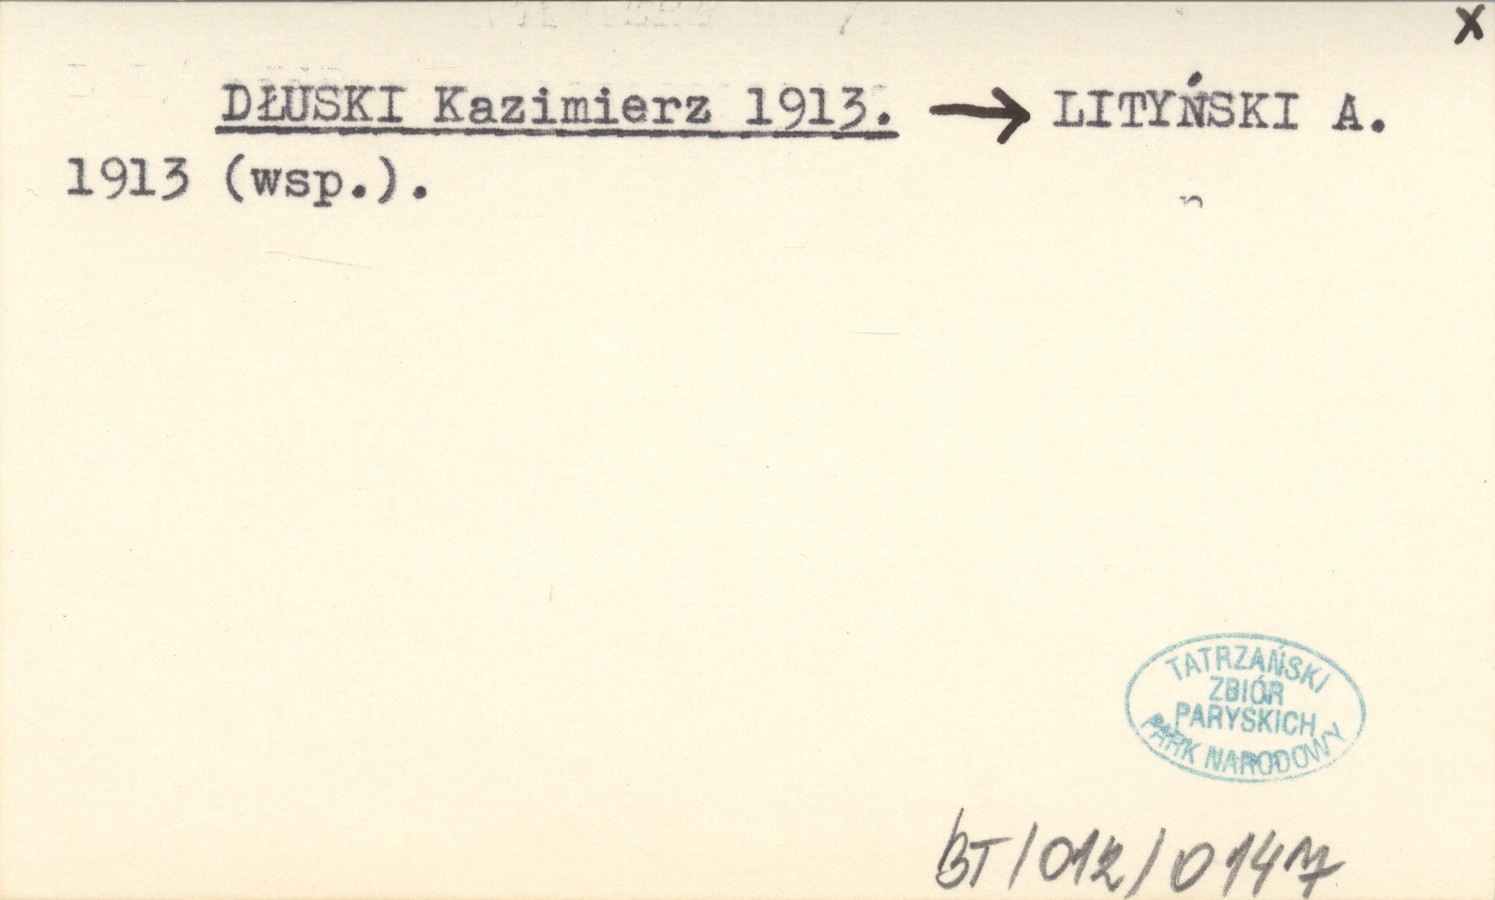 x
DŁUSKI Kazimierz 1913. → LITYŃSKI A.
1913 (wsp.).
TATRZAŃSKI
ZBIÓR
PARYSKICH
PARK NARODOWY
BT/012/0147